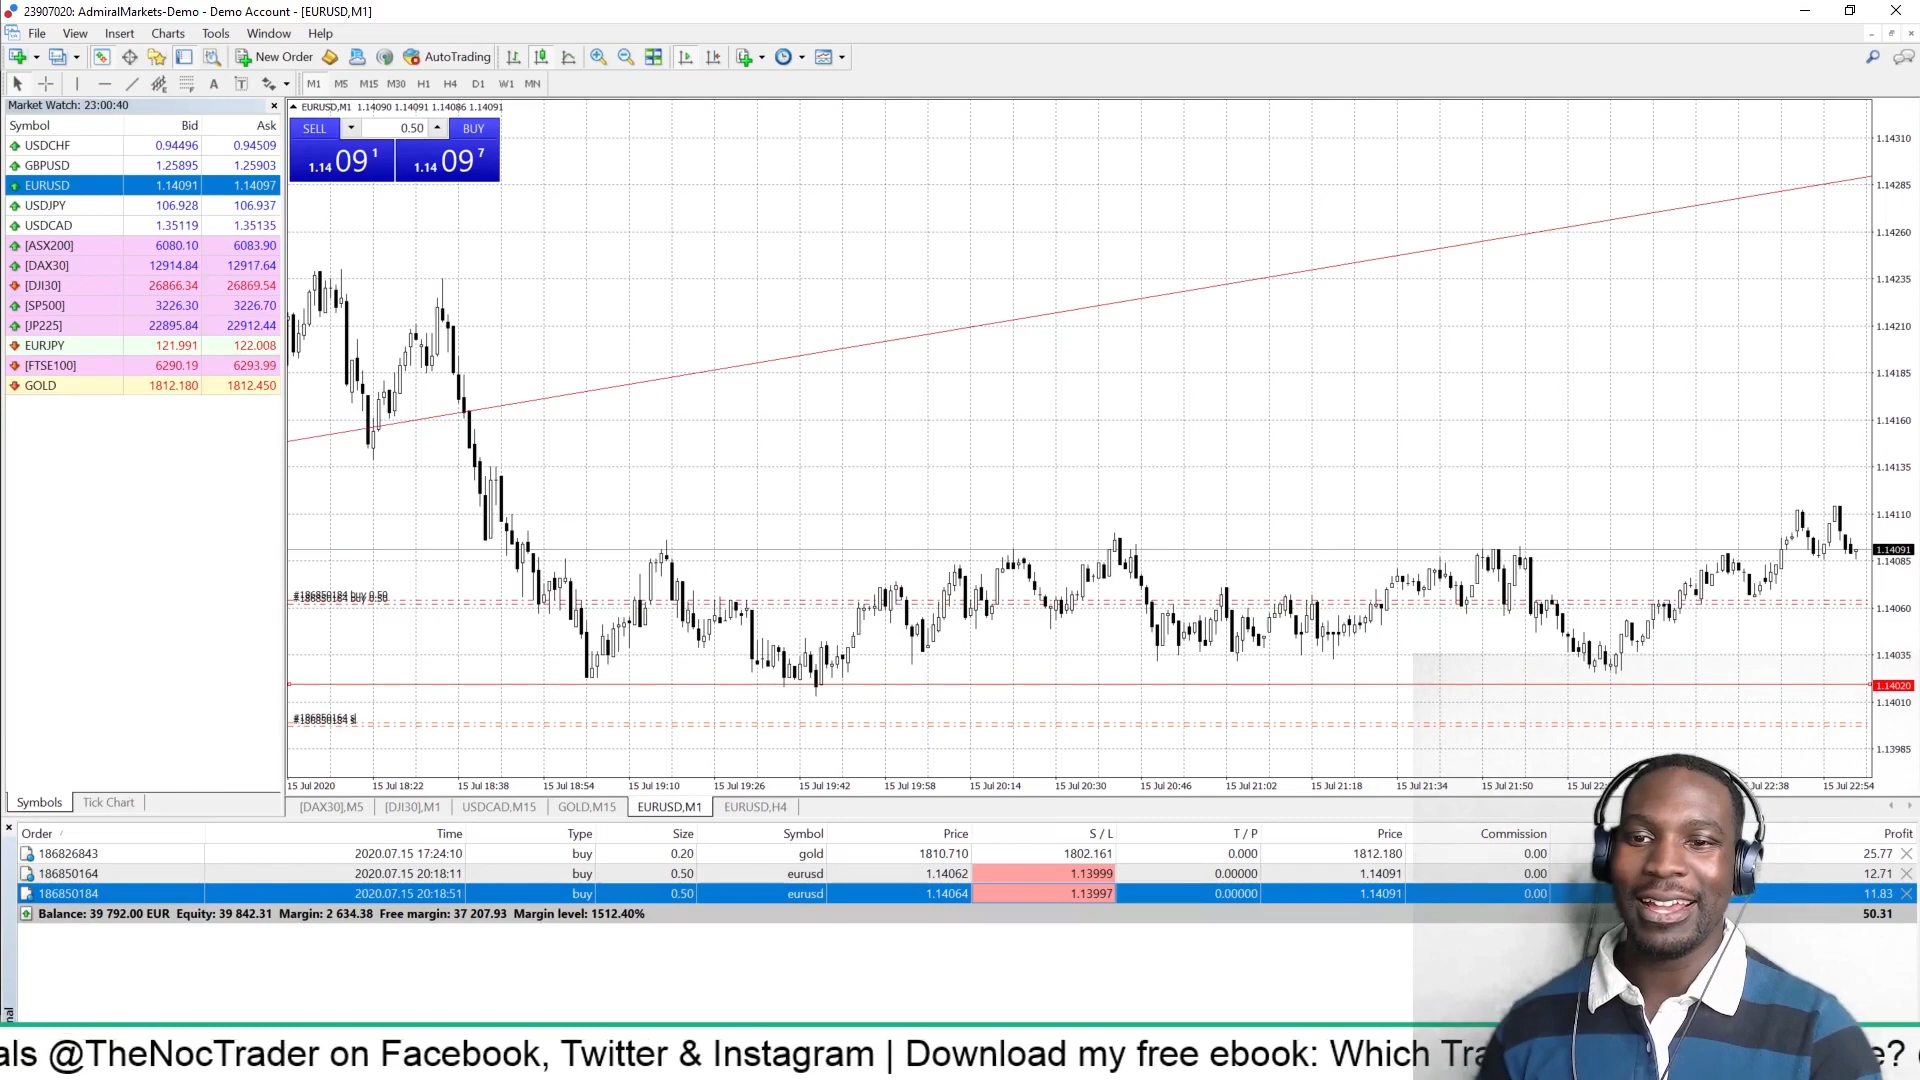 23907020: AdmiralMarkets-Demo - Demo Account - [EURUSD,M1]
File View Insert Charts Tools Window Help
New Order AutoTrading
A T M1 M5 M15 M30 H1 H4 D1 W1 MN
Market Watch: 23:00:40
Symbol Bid Ask
USDCHF 0.94496 0.94509
GBPUSD 1.25895 1.25903
EURUSD 1.14091 1.14097
USDJPY 106.928 106.937
USDCAD 1.35119 1.35135
[ASX200] 6080.10 6083.90
[DAX30] 12914.84 12917.64
[DJI30] 26866.34 26869.54
[SP500] 3226.30 3226.70
[JP225] 22895.84 22912.44
EURJPY 121.991 122.008
[FTSE100] 6290.19 6293.99
GOLD 1812.180 1812.450
Symbols Tick Chart
EURUSD,M1 1.14090 1.14091 1.14086 1.14091
SELL 0.50 BUY
1.14 09 1 1.14 09 7
1.14310
1.14285
1.14260
1.14235
1.14210
1.14185
1.14160
1.14135
1.14110
1.14091
1.14085
1.14060
1.14035
1.14020
1.14010
1.13985
#186850184 buy 0.50
#186850164 sl
15 Jul 2020 15 Jul 18:22 15 Jul 18:38 15 Jul 18:54 15 Jul 19:10 15 Jul 19:26 15 Jul 19:42 15 Jul 19:58 15 Jul 20:14 15 Jul 20:30 15 Jul 20:46 15 Jul 21:02 15 Jul 21:18 15 Jul 21:34 15 Jul 21:50 15 Jul 22:38 15 Jul 22:54
[DAX30],M5 [DJI30],M1 USDCAD,M15 GOLD,M15 EURUSD,M1 EURUSD,H4
Order Time Type Size Symbol Price S / L T / P Price Commission Profit
186826843 2020.07.15 17:24:10 buy 0.20 gold 1810.710 1802.161 0.000 1812.180 0.00 25.77
186850164 2020.07.15 20:18:11 buy 0.50 eurusd 1.14062 1.13999 0.00000 1.14091 0.00 12.71
186850184 2020.07.15 20:18:51 buy 0.50 eurusd 1.14064 1.13997 0.00000 1.14091 0.00 11.83
Balance: 39 792.00 EUR Equity: 39 842.31 Margin: 2 634.38 Free margin: 37 207.93 Margin level: 1512.40% 50.31
als @TheNocTrader on Facebook, Twitter & Instagram | Download my free ebook: Which Tra e?